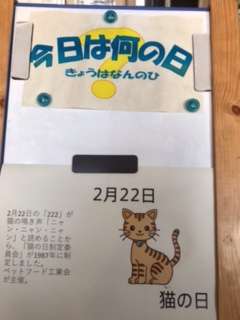 今日は何の日
きょうはなんのひ
?
2月22日
2月22日の「222」が
猫の鳴き声「ニャ
ン・ニャン・ニャ
ン」と読めることか
ら、「猫の日制定委
員会」が1987年に制
定しました。
ペットフード工業会
が主催。
猫の日